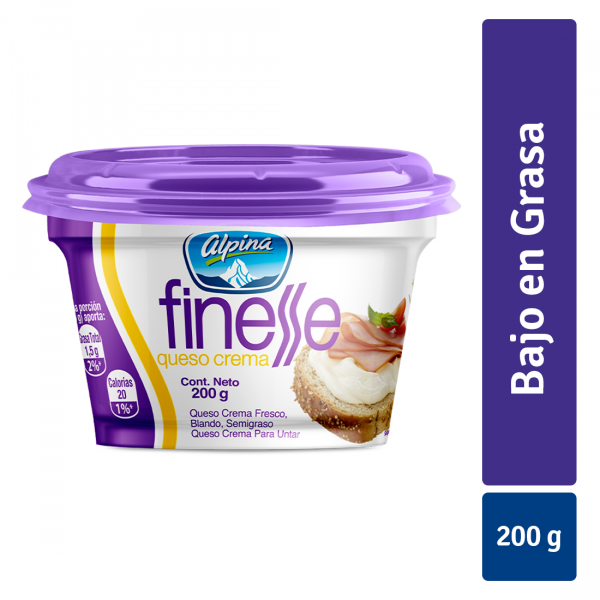 alpina
finesse
queso crema
Cont. Neto
200 g
Queso Crema Fresco,
Blando, Semigraso
Queso Crema Para Untar
porción
aporta:
Grasa Total
1,5 g
2%*
Calorías
20
1%*
Bajo en Grasa
200 g